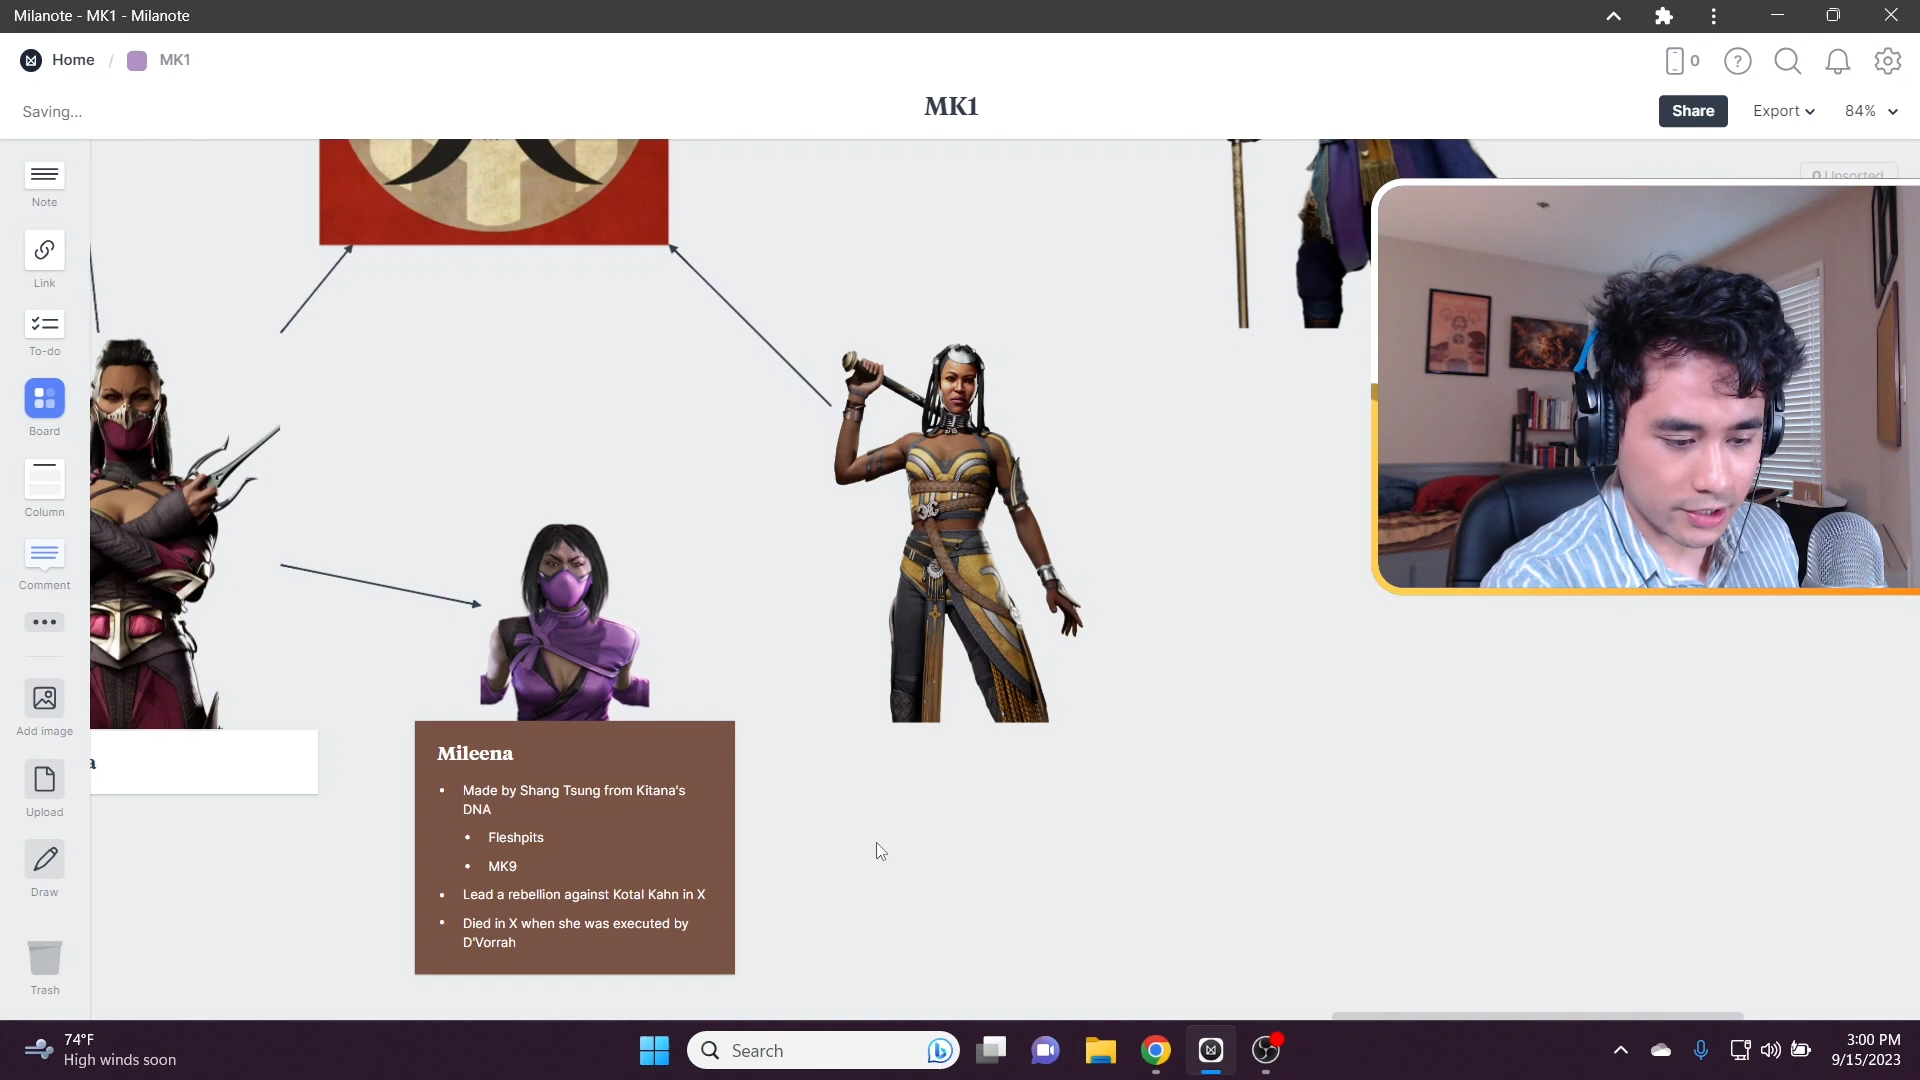 Milanote - MK1 - Milanote
Home / MK1
0
Saving...
MK1
Share
Export
84%
0 Unsorted
Note
Link
To-do
Board
Column
Comment
Add image
Upload
Draw
Trash
a
Mileena
• Made by Shang Tsung from Kitana's
DNA
• Fleshpits
• MK9
• Lead a rebellion against Kotal Kahn in X
• Died in X when she was executed by
D'Vorrah
74°F
High winds soon
Search
3:00 PM
9/15/2023